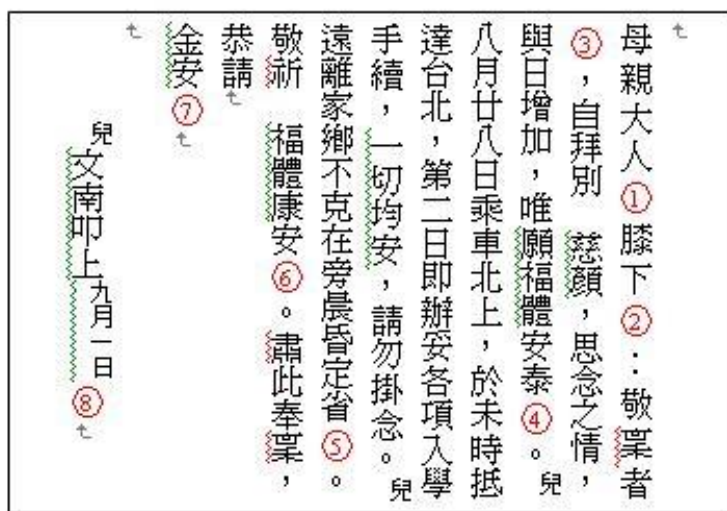 母親大人①膝下②：敬稟者
③，自拜別　慈顏，思念之情，
與日增加，唯願福體安泰④。兒
八月廿八日乘車北上，於未時抵
達台北，第二日即辦妥各項入學
手續，一切均安，請勿掛念。兒
遠離家鄉不克在旁晨昏定省⑤。
敬祈　福體康安⑥。肅此奉稟，
恭請
金安⑦
兒文南叩上九月一日⑧